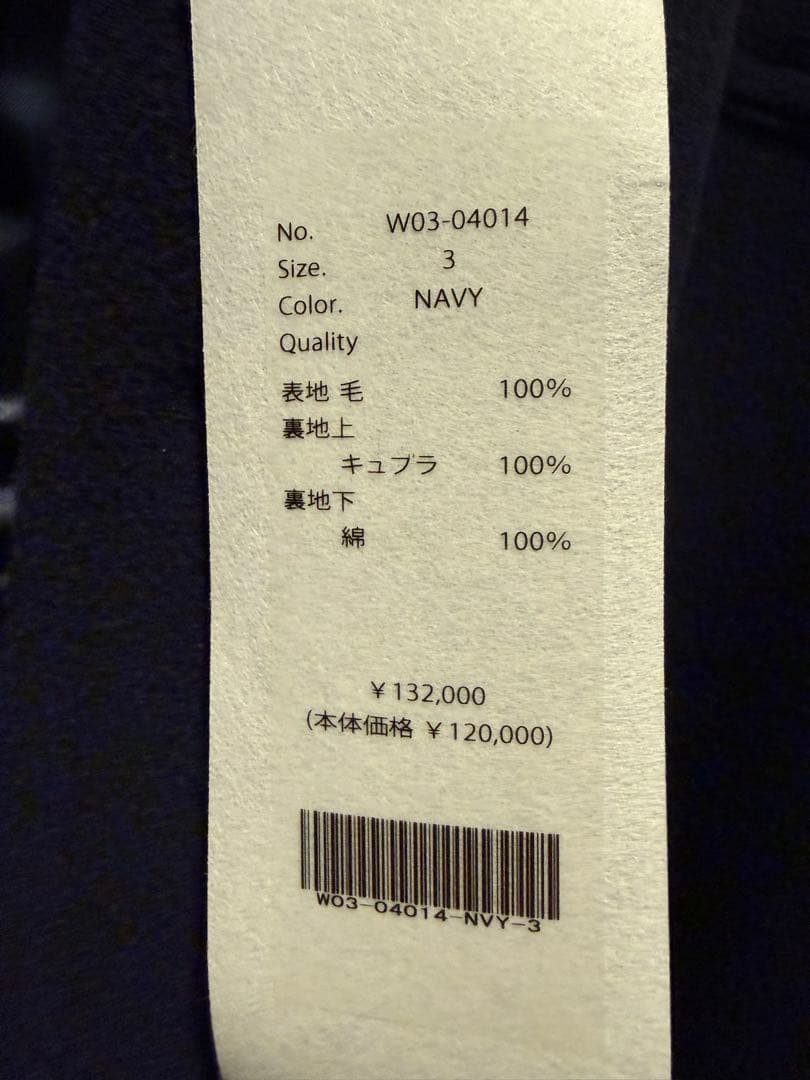 No. W03-04014
Size. 3
Color. NAVY
Quality
表地 毛 100%
裏地上
キュプラ 100%
裏地下
綿 100%
￥132,000
(本体価格 ￥120,000)
W03-04014-NVY-3